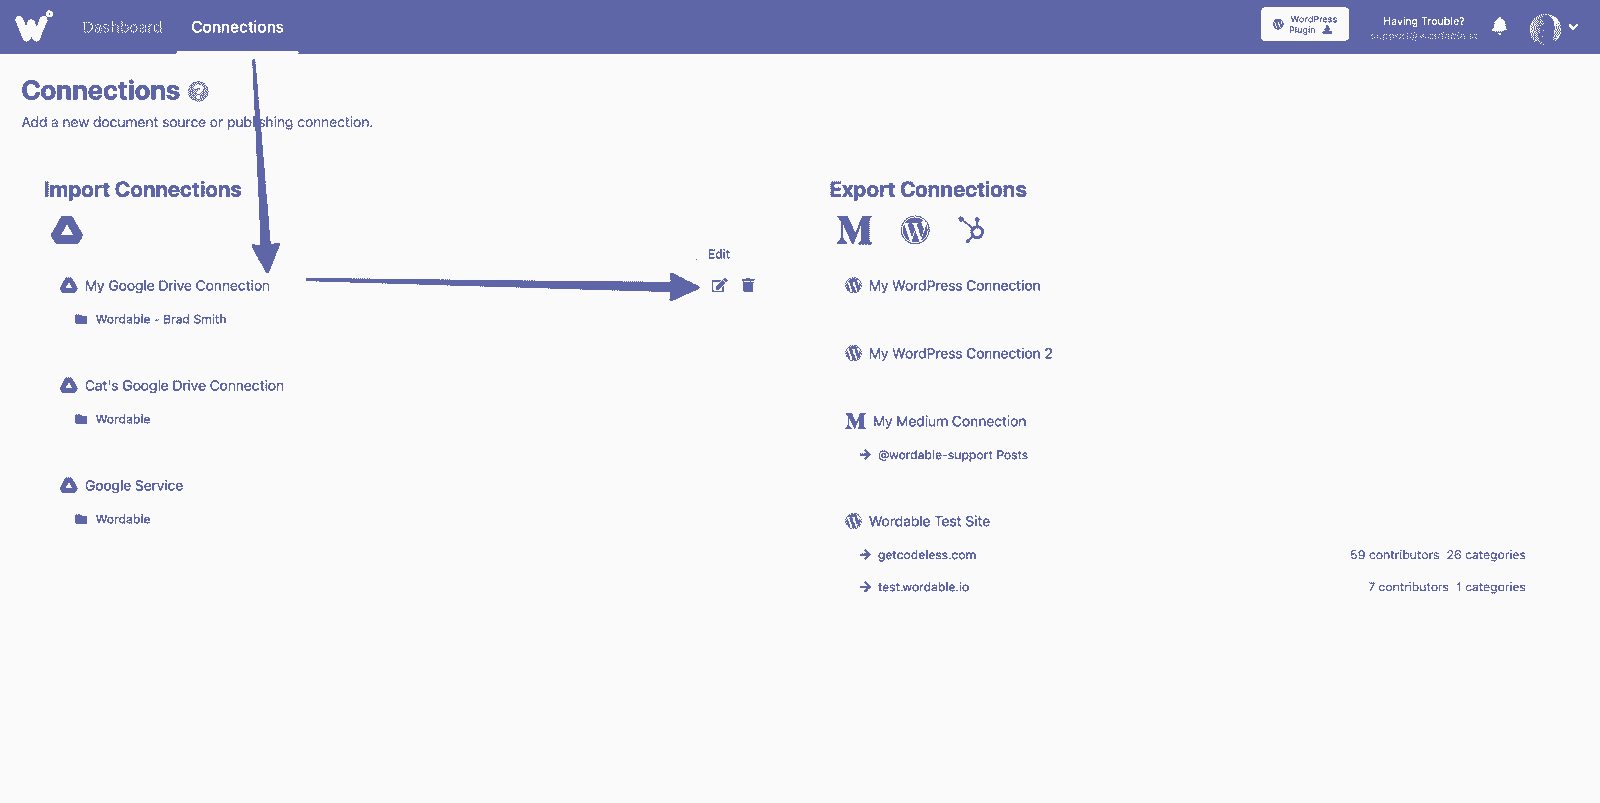 W
Dashboard
Connections
WordPress
Plugin
Having Trouble?
support@wordable.io
Connections
Add a new document source or publishing connection.
Import Connections
Edit
My Google Drive Connection
Wordable - Brad Smith
Cat's Google Drive Connection
Wordable
Google Service
Wordable
Export Connections
M
My WordPress Connection
My WordPress Connection 2
M My Medium Connection
@wordable-support Posts
Wordable Test Site
getcodeless.com 59 contributors 26 categories
test.wordable.io 7 contributors 1 categories